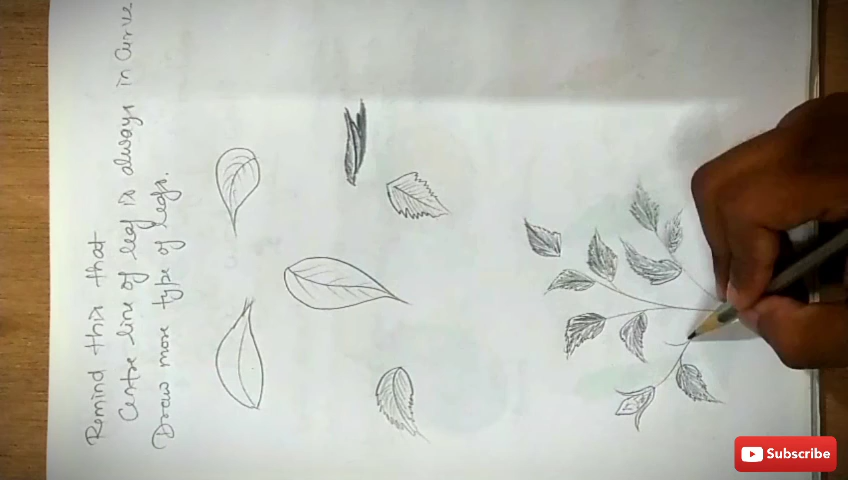 Remind this that
Centre line of leaf is always in curve
Draw more type of leafs.
Subscribe